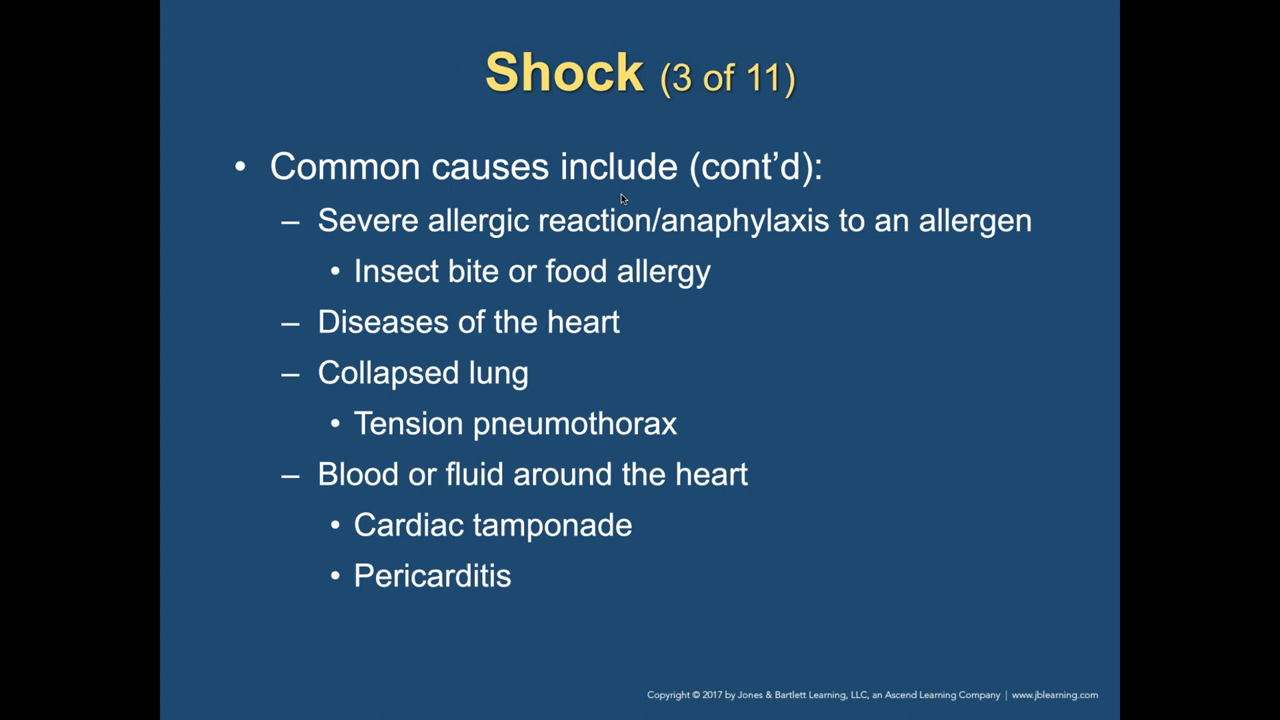 Shock (3 of 11)
• Common causes include (cont’d):
– Severe allergic reaction/anaphylaxis to an allergen
• Insect bite or food allergy
– Diseases of the heart
– Collapsed lung
• Tension pneumothorax
– Blood or fluid around the heart
• Cardiac tamponade
• Pericarditis
Copyright © 2017 by Jones & Bartlett Learning, LLC, an Ascend Learning Company | www.jblearning.com